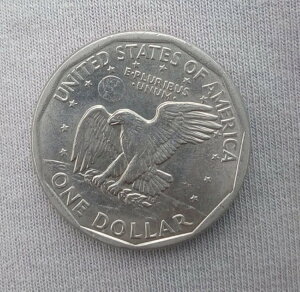 UNITED STATES OF AMERICA
E·PLURIBUS
UNUM
ONE DOLLAR